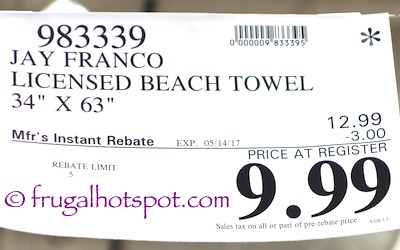 983339
0000009833395
*
JAY FRANCO
LICENSED BEACH TOWEL
34" X 63"
12.99
Mfr's Instant Rebate EXP. 05/14/17 -3.00
PRICE AT REGISTER
REBATE LIMIT
5
9.99
© frugalhotspot.com
Sales tax on all or part of pre-rebate price